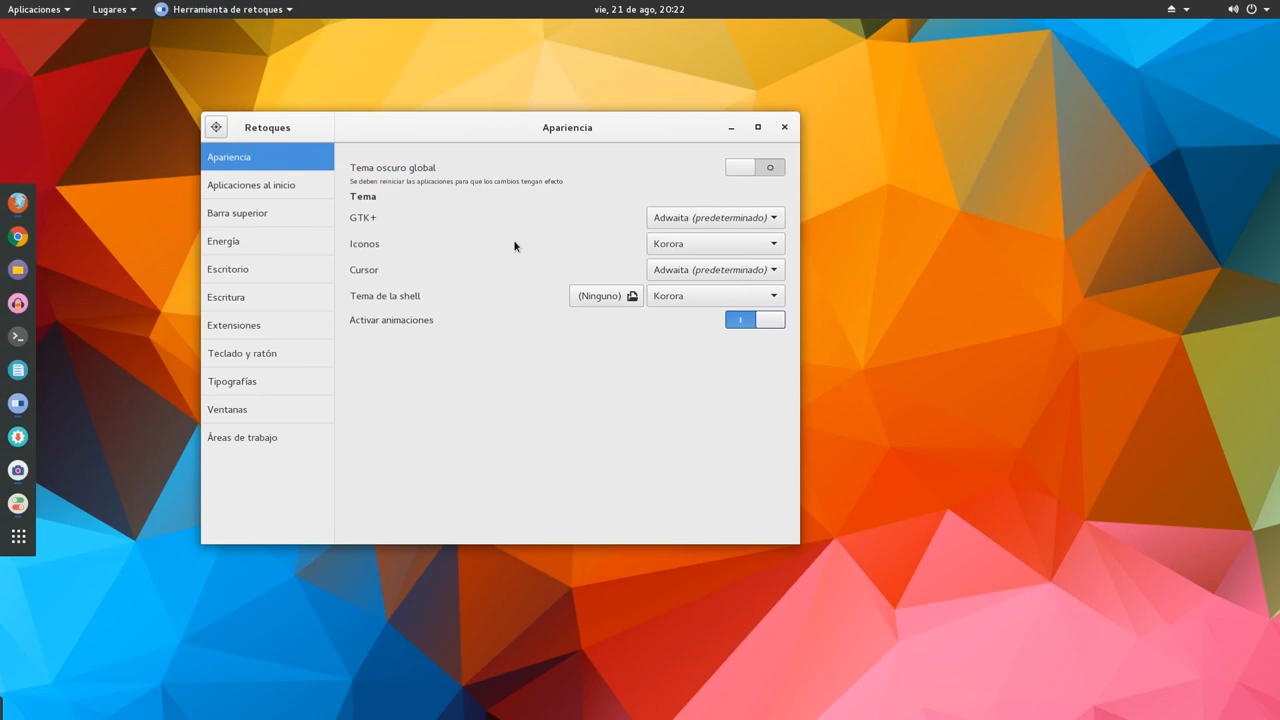 Aplicaciones Lugares Herramienta de retoques vie, 21 de ago, 20:22
Retoques Apariencia
Apariencia
Aplicaciones al inicio
Barra superior
Energía
Escritorio
Escritura
Extensiones
Teclado y ratón
Tipografías
Ventanas
Áreas de trabajo
Tema oscuro global
Se deben reiniciar las aplicaciones para que los cambios tengan efecto
Tema
GTK+ Adwaita (predeterminado)
Iconos Korora
Cursor Adwaita (predeterminado)
Tema de la shell (Ninguno) Korora
Activar animaciones